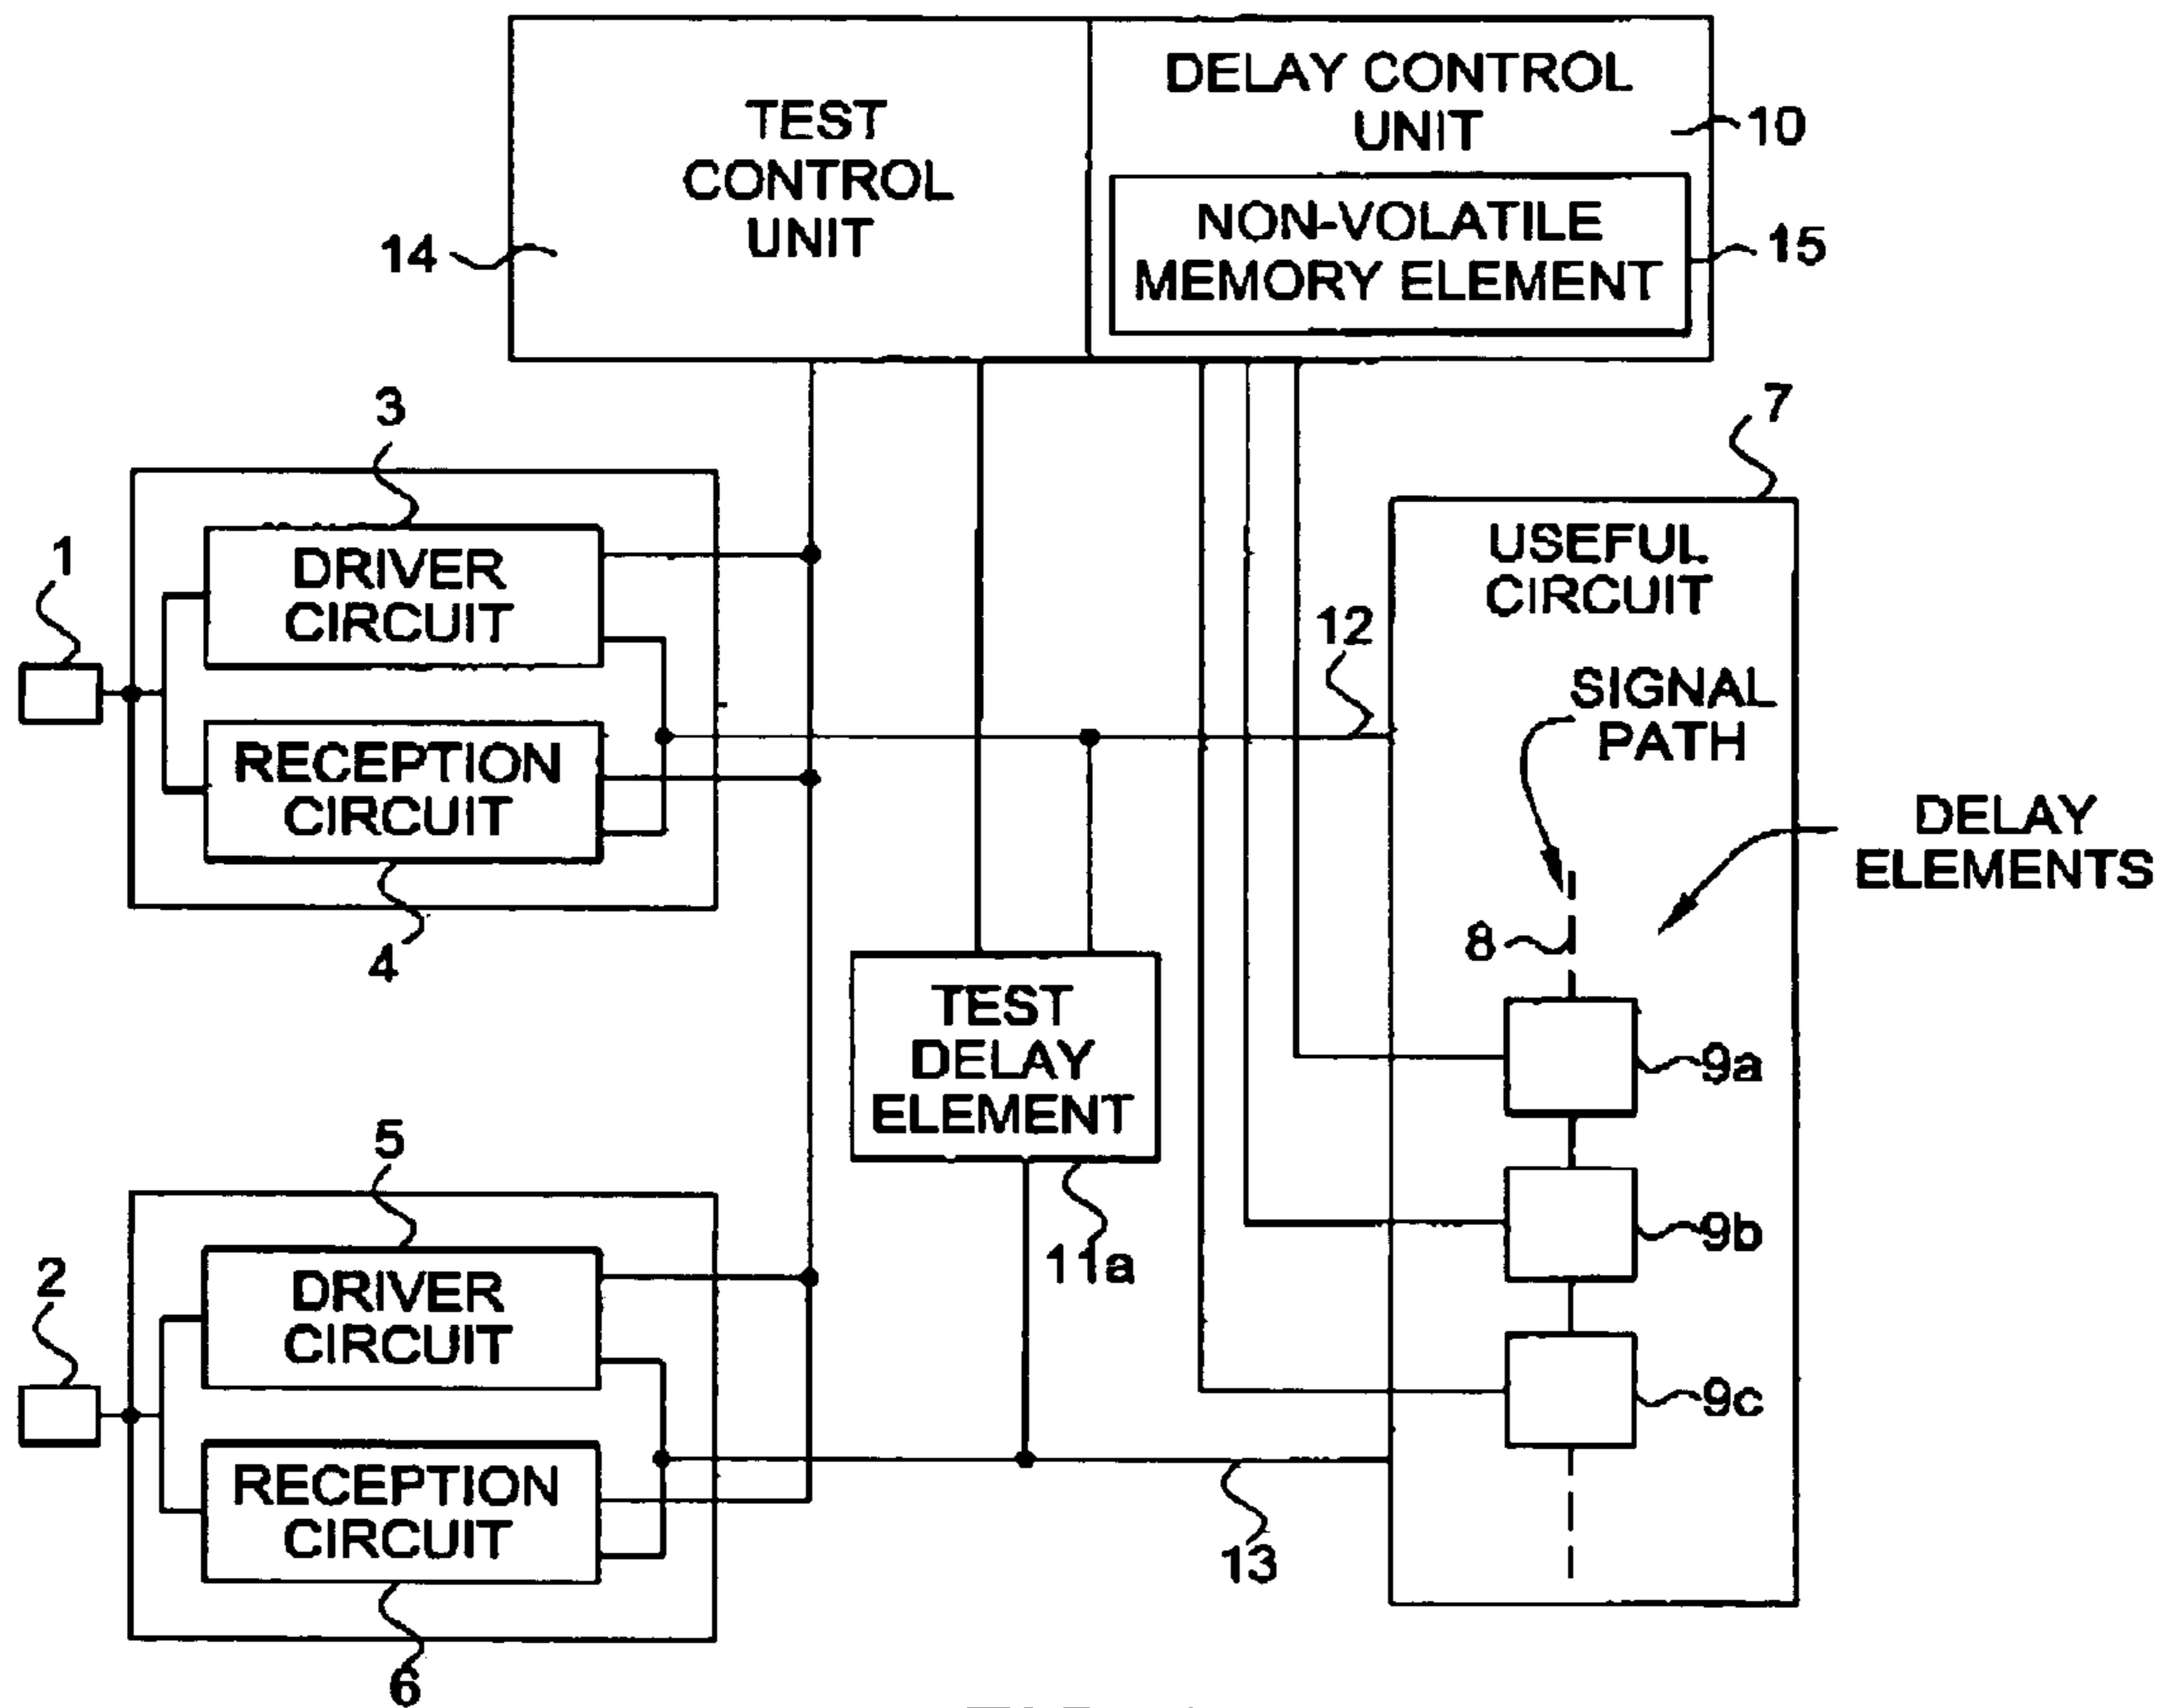 TEST
CONTROL
UNIT
DELAY CONTROL
UNIT
10
NON-VOLATILE
MEMORY ELEMENT
15
14
3
7
1
DRIVER
CIRCUIT
USEFUL
CIRCUIT
12
SIGNAL
PATH
RECEPTION
CIRCUIT
DELAY
ELEMENTS
8
4
TEST
DELAY
ELEMENT
9a
5
9b
11a
2
DRIVER
CIRCUIT
9c
RECEPTION
CIRCUIT
13
6